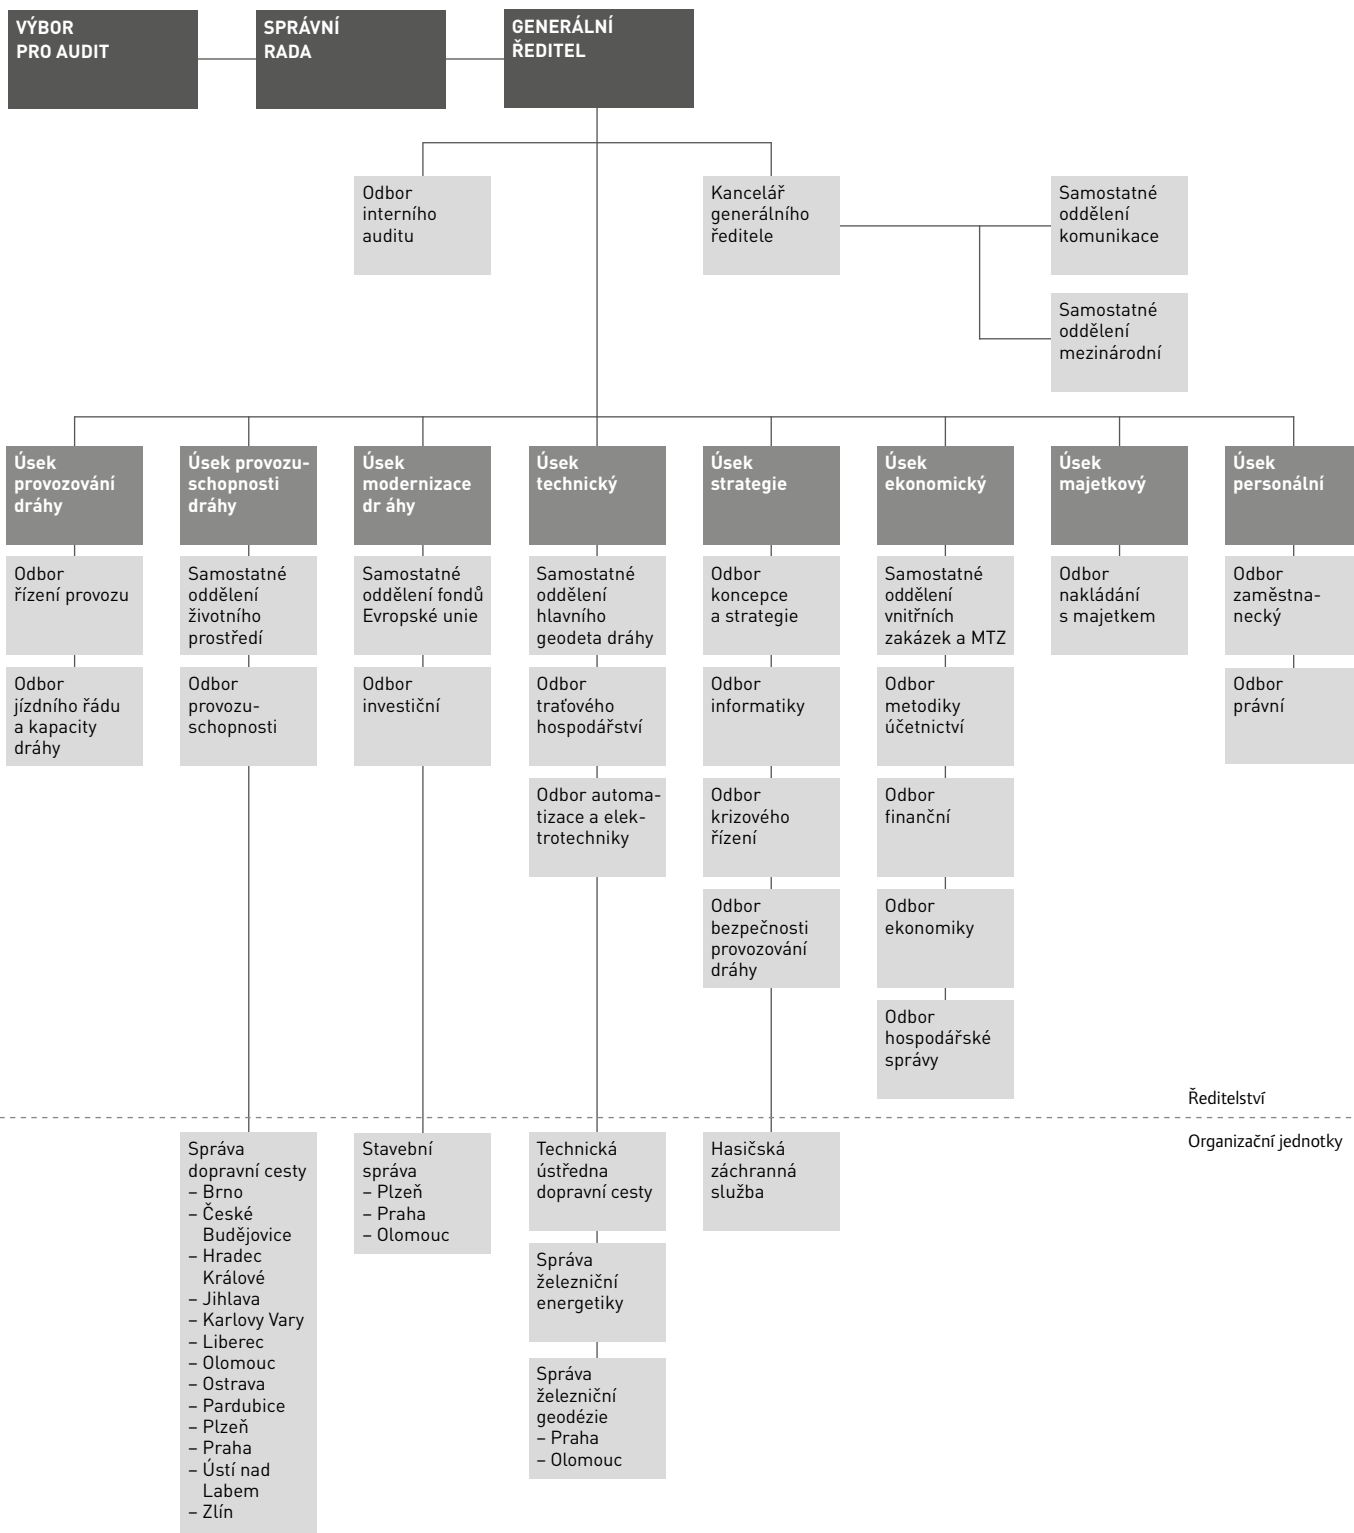 VÝBOR
PRO AUDIT
SPRÁVNÍ
RADA
GENERÁLNÍ
ŘEDITEL
Odbor
interního
auditu
Kancelář
generálního
ředitele
Samostatné
oddělení
komunikace
Samostatné
oddělení
mezinárodní
Úsek
provozování
dráhy
Odbor
řízení provozu
Odbor
jízdního řádu
a kapacity
dráhy
Úsek provozu-
schopnosti
dráhy
Samostatné
oddělení
životního
prostředí
Odbor
provozu-
schopnosti
Úsek
modernizace
dr áhy
Samostatné
oddělení fondů
Evropské unie
Odbor
investiční
Úsek
technický
Samostatné
oddělení
hlavního
geodeta dráhy
Odbor
traťového
hospodářství
Odbor automa-
tizace a elek-
trotechniky
Úsek
strategie
Odbor
koncepce
a strategie
Odbor
informatiky
Odbor
krizového
řízení
Odbor
bezpečnosti
provozování
dráhy
Úsek
ekonomický
Samostatné
oddělení
vnitřních
zakázek a MTZ
Odbor
metodiky
účetnictví
Odbor
finanční
Odbor
ekonomiky
Odbor
hospodářské
správy
Úsek
majetkový
Odbor
nakládání
s majetkem
Úsek
personální
Odbor
zaměstna-
necký
Odbor
právní
Ředitelství
Organizační jednotky
Správa
dopravní cesty
– Brno
– České
Budějovice
– Hradec
Králové
– Jihlava
– Karlovy Vary
– Liberec
– Olomouc
– Ostrava
– Pardubice
– Plzeň
– Praha
– Ústí nad
Labem
– Zlín
Stavební
správa
– Plzeň
– Praha
– Olomouc
Technická
ústředna
dopravní cesty
Správa
železniční
energetiky
Správa
železniční
geodézie
– Praha
– Olomouc
Hasičská
záchranná
služba